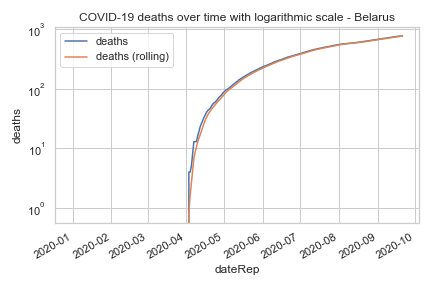 COVID-19 deaths over time with logarithmic scale - Belarus
10³
deaths
deaths (rolling)
10²
deaths
10¹
10⁰
2020-01
2020-02
2020-03
2020-04
2020-05
2020-06
2020-07
2020-08
2020-09
2020-10
dateRep